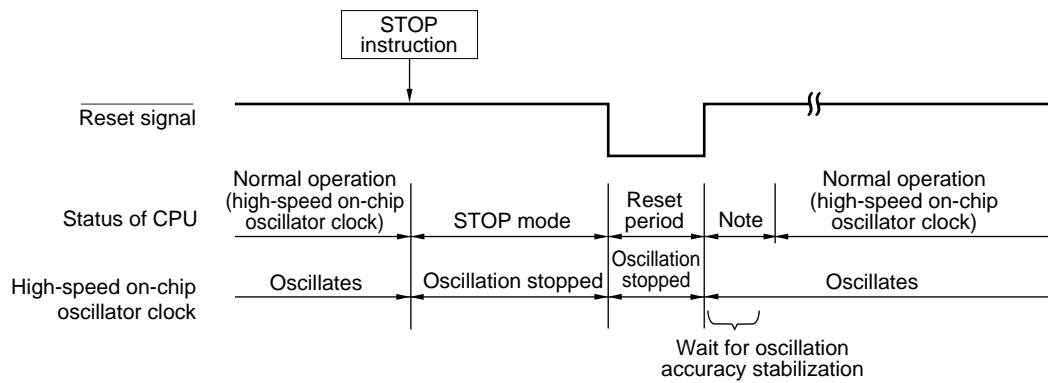 STOP
instruction
Reset signal
Status of CPU
Normal operation
(high-speed on-chip
oscillator clock)
STOP mode
Reset
period
Note
Normal operation
(high-speed on-chip
oscillator clock)
High-speed on-chip
oscillator clock
Oscillates
Oscillation stopped
Oscillation
stopped
Oscillates
Wait for oscillation
accuracy stabilization